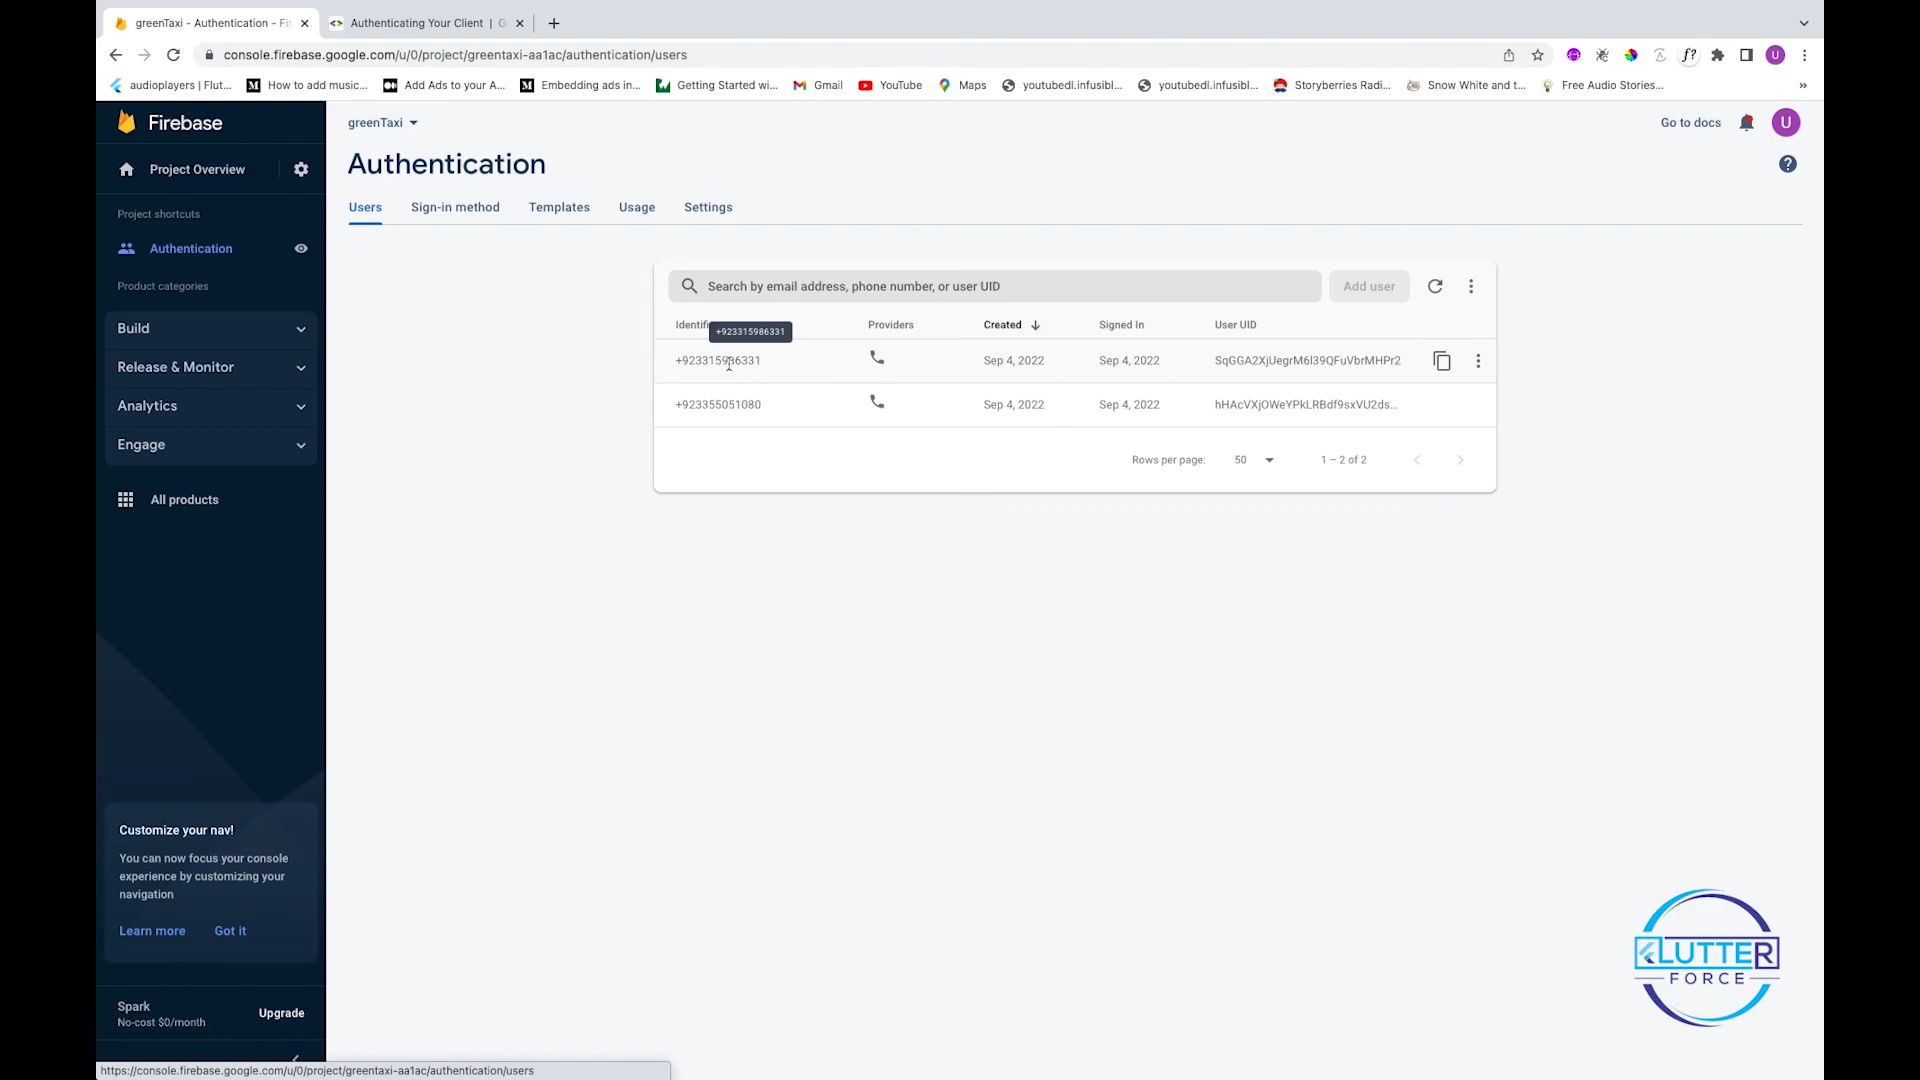 greenTaxi - Authentication - Fi
Authenticating Your Client | G
console.firebase.google.com/u/0/project/greentaxi-aa1ac/authentication/users
audioplayers | Flut...
How to add music...
Add Ads to your A...
Embedding ads in...
Getting Started wi...
Gmail
YouTube
Maps
youtubedl.infusibl...
youtubedl.infusibl...
Storyberries Radi...
Snow White and t...
Free Audio Stories...
Firebase
greenTaxi
Go to docs
U
Project Overview
Authentication
Users Sign-in method Templates Usage Settings
Project shortcuts
Authentication
Product categories
Build
Release & Monitor
Analytics
Engage
All products
Search by email address, phone number, or user UID
Add user
Identifi Providers Created Signed In User UID
+923315986331
+923315986331 Sep 4, 2022 Sep 4, 2022 SqGGA2XjUegrM6l39QFuVbrMHPr2
+923355051080 Sep 4, 2022 Sep 4, 2022 hHAcVXjOWeYPkLRBdf9sxVU2ds...
Rows per page: 50 1 – 2 of 2
Customize your nav!
You can now focus your console
experience by customizing your
navigation
Learn more Got it
Spark
No-cost $0/month
Upgrade
https://console.firebase.google.com/u/0/project/greentaxi-aa1ac/authentication/users
FLUTTER
FORCE